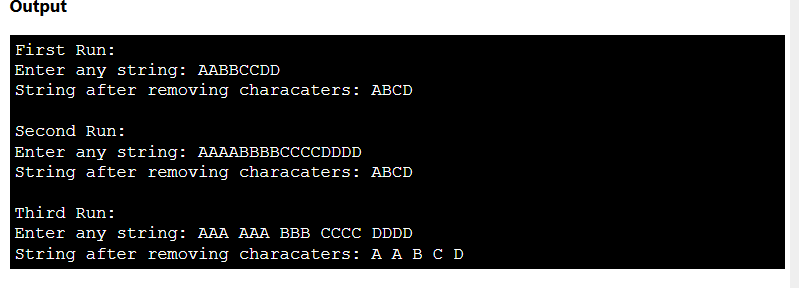 Output
First Run:
Enter any string: AABBCCDD
String after removing characaters: ABCD
Second Run:
Enter any string: AAAABBBBCCCCDDDD
String after removing characaters: ABCD
Third Run:
Enter any string: AAA AAA BBB CCCC DDDD
String after removing characaters: A A B C D